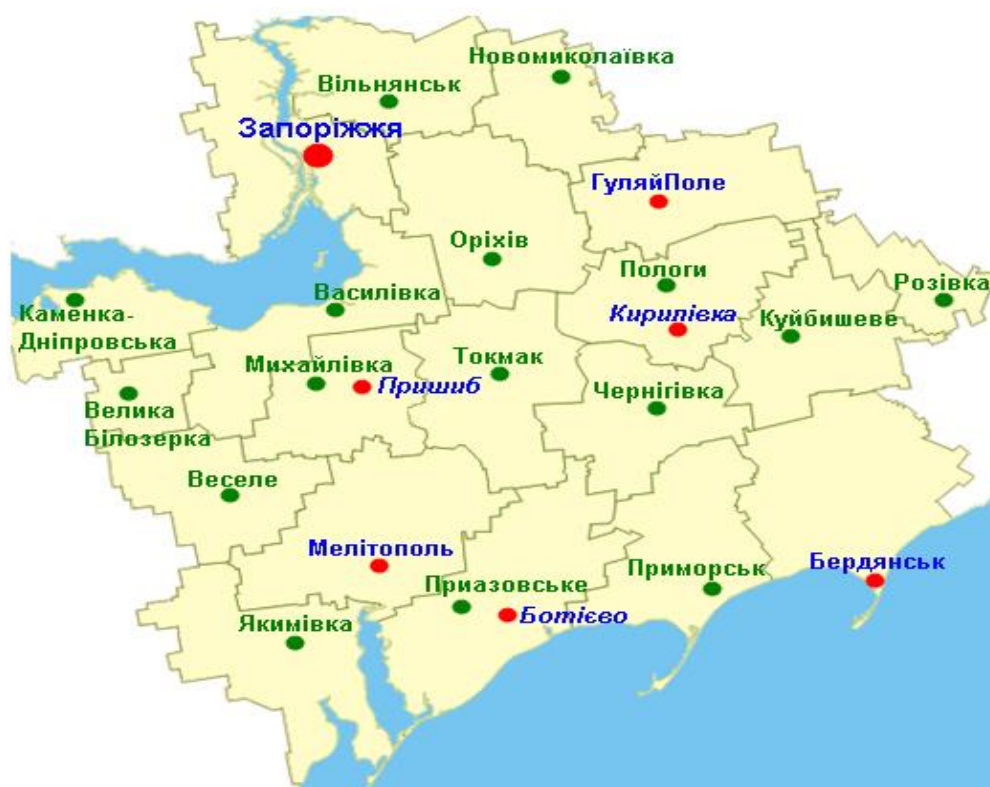 Новомиколаївка
Вільнянськ
Запоріжжя
ГуляйПоле
Оріхів
Пологи
Розівка
Василівка
Каменка-
Дніпровська
Кирилівка
Куйбишеве
Михайлівка
Токмак
Пришиб
Чернігівка
Велика
Білозерка
Веселе
Мелітополь
Бердянськ
Приазовське
Приморськ
Ботієво
Якимівка